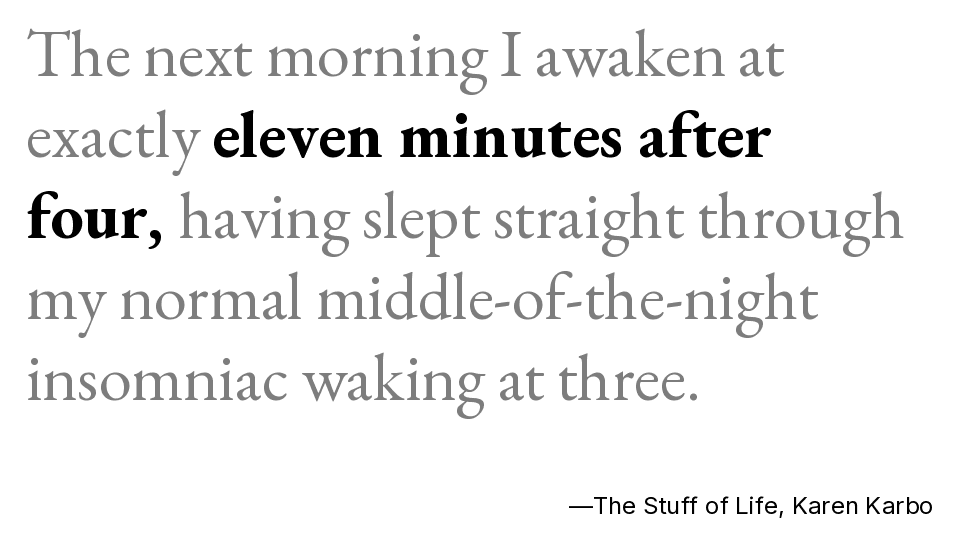 The next morning I awaken at
exactly eleven minutes after
four, having slept straight through
my normal middle-of-the-night
insomniac waking at three.
—The Stuff of Life, Karen Karbo